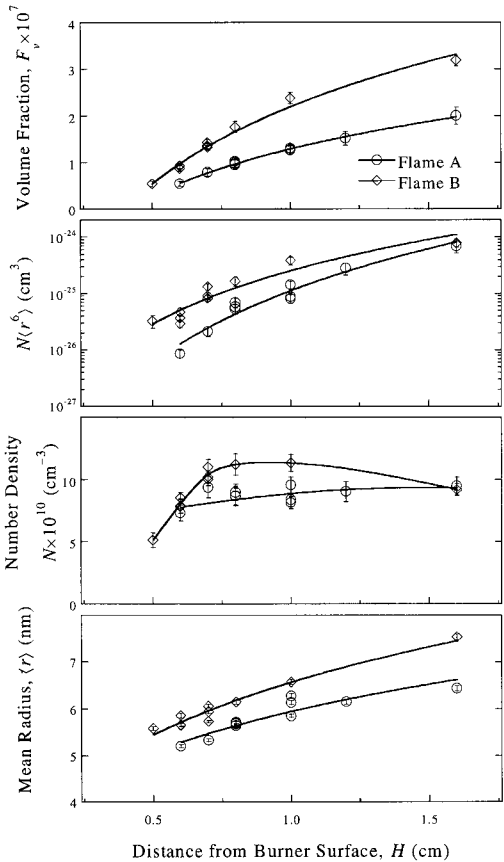 Volume Fraction, F_v×10^7
4
3
2
1
0
Flame A
Flame B
N⟨r^6⟩ (cm^3)
10^-24
10^-25
10^-26
10^-27
Number Density
N×10^10 (cm^-3)
15
10
5
0
Mean Radius, ⟨r⟩ (nm)
8
7
6
5
4
0.5
1.0
1.5
Distance from Burner Surface, H (cm)